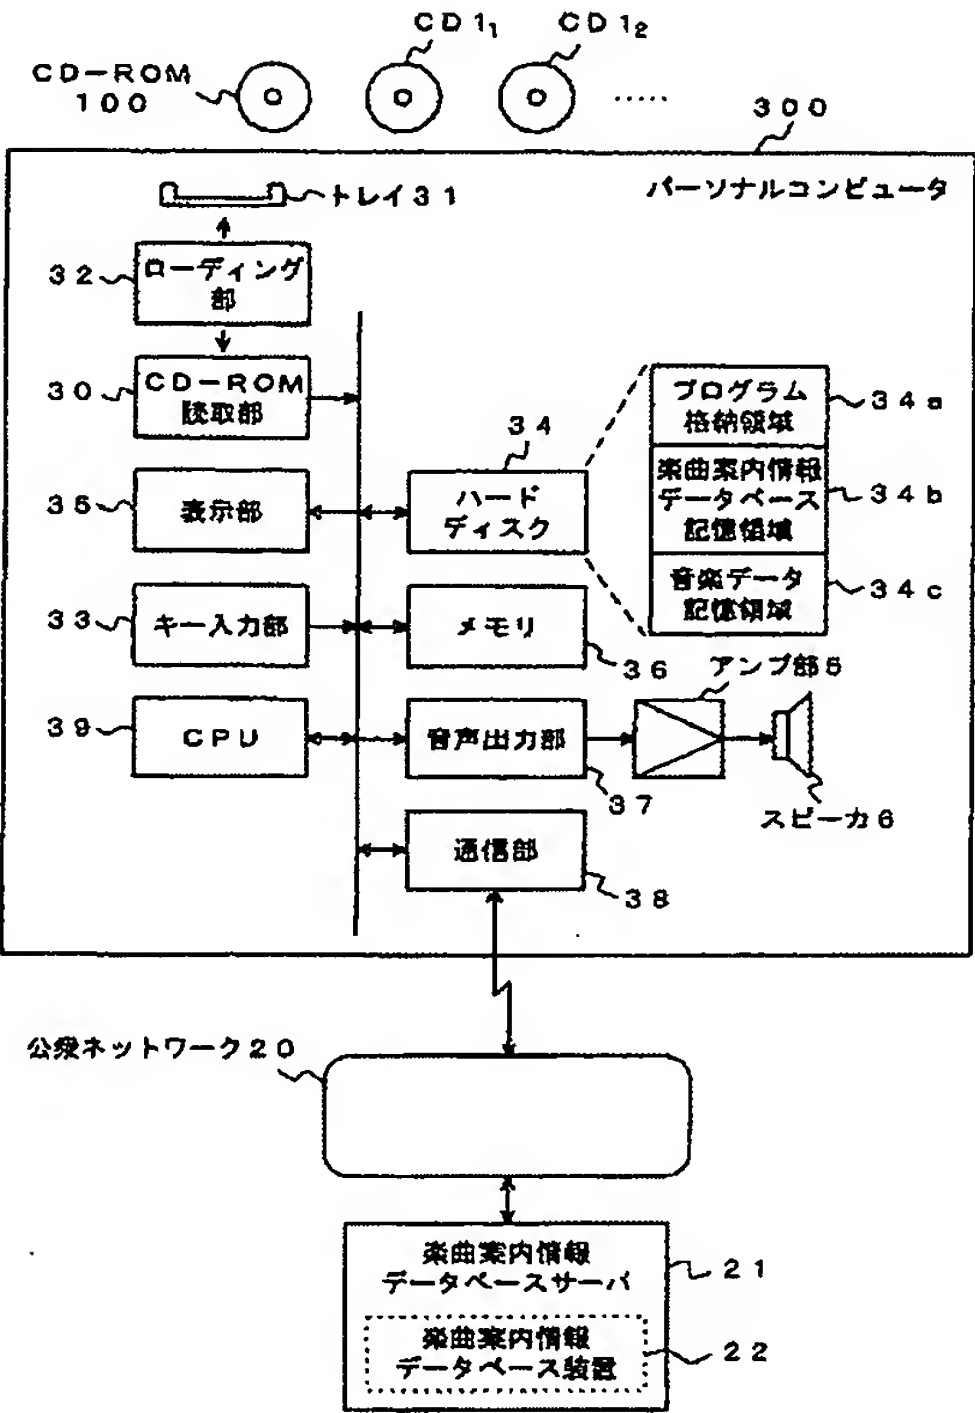 CD1₁
CD1₂
CD-ROM
100
.....
300
パーソナルコンピュータ
トレイ31
32
ローディング
部
30
CD-ROM
読取部
34
プログラム
格納領域
34a
35
表示部
ハード
ディスク
楽曲案内情報
データベース
記憶領域
34b
音楽データ
記憶領域
34c
33
キー入力部
メモリ
36
アンプ部5
39
CPU
音声出力部
37
スピーカ6
通信部
38
公衆ネットワーク20
楽曲案内情報
データベースサーバ
21
楽曲案内情報
データベース装置
22